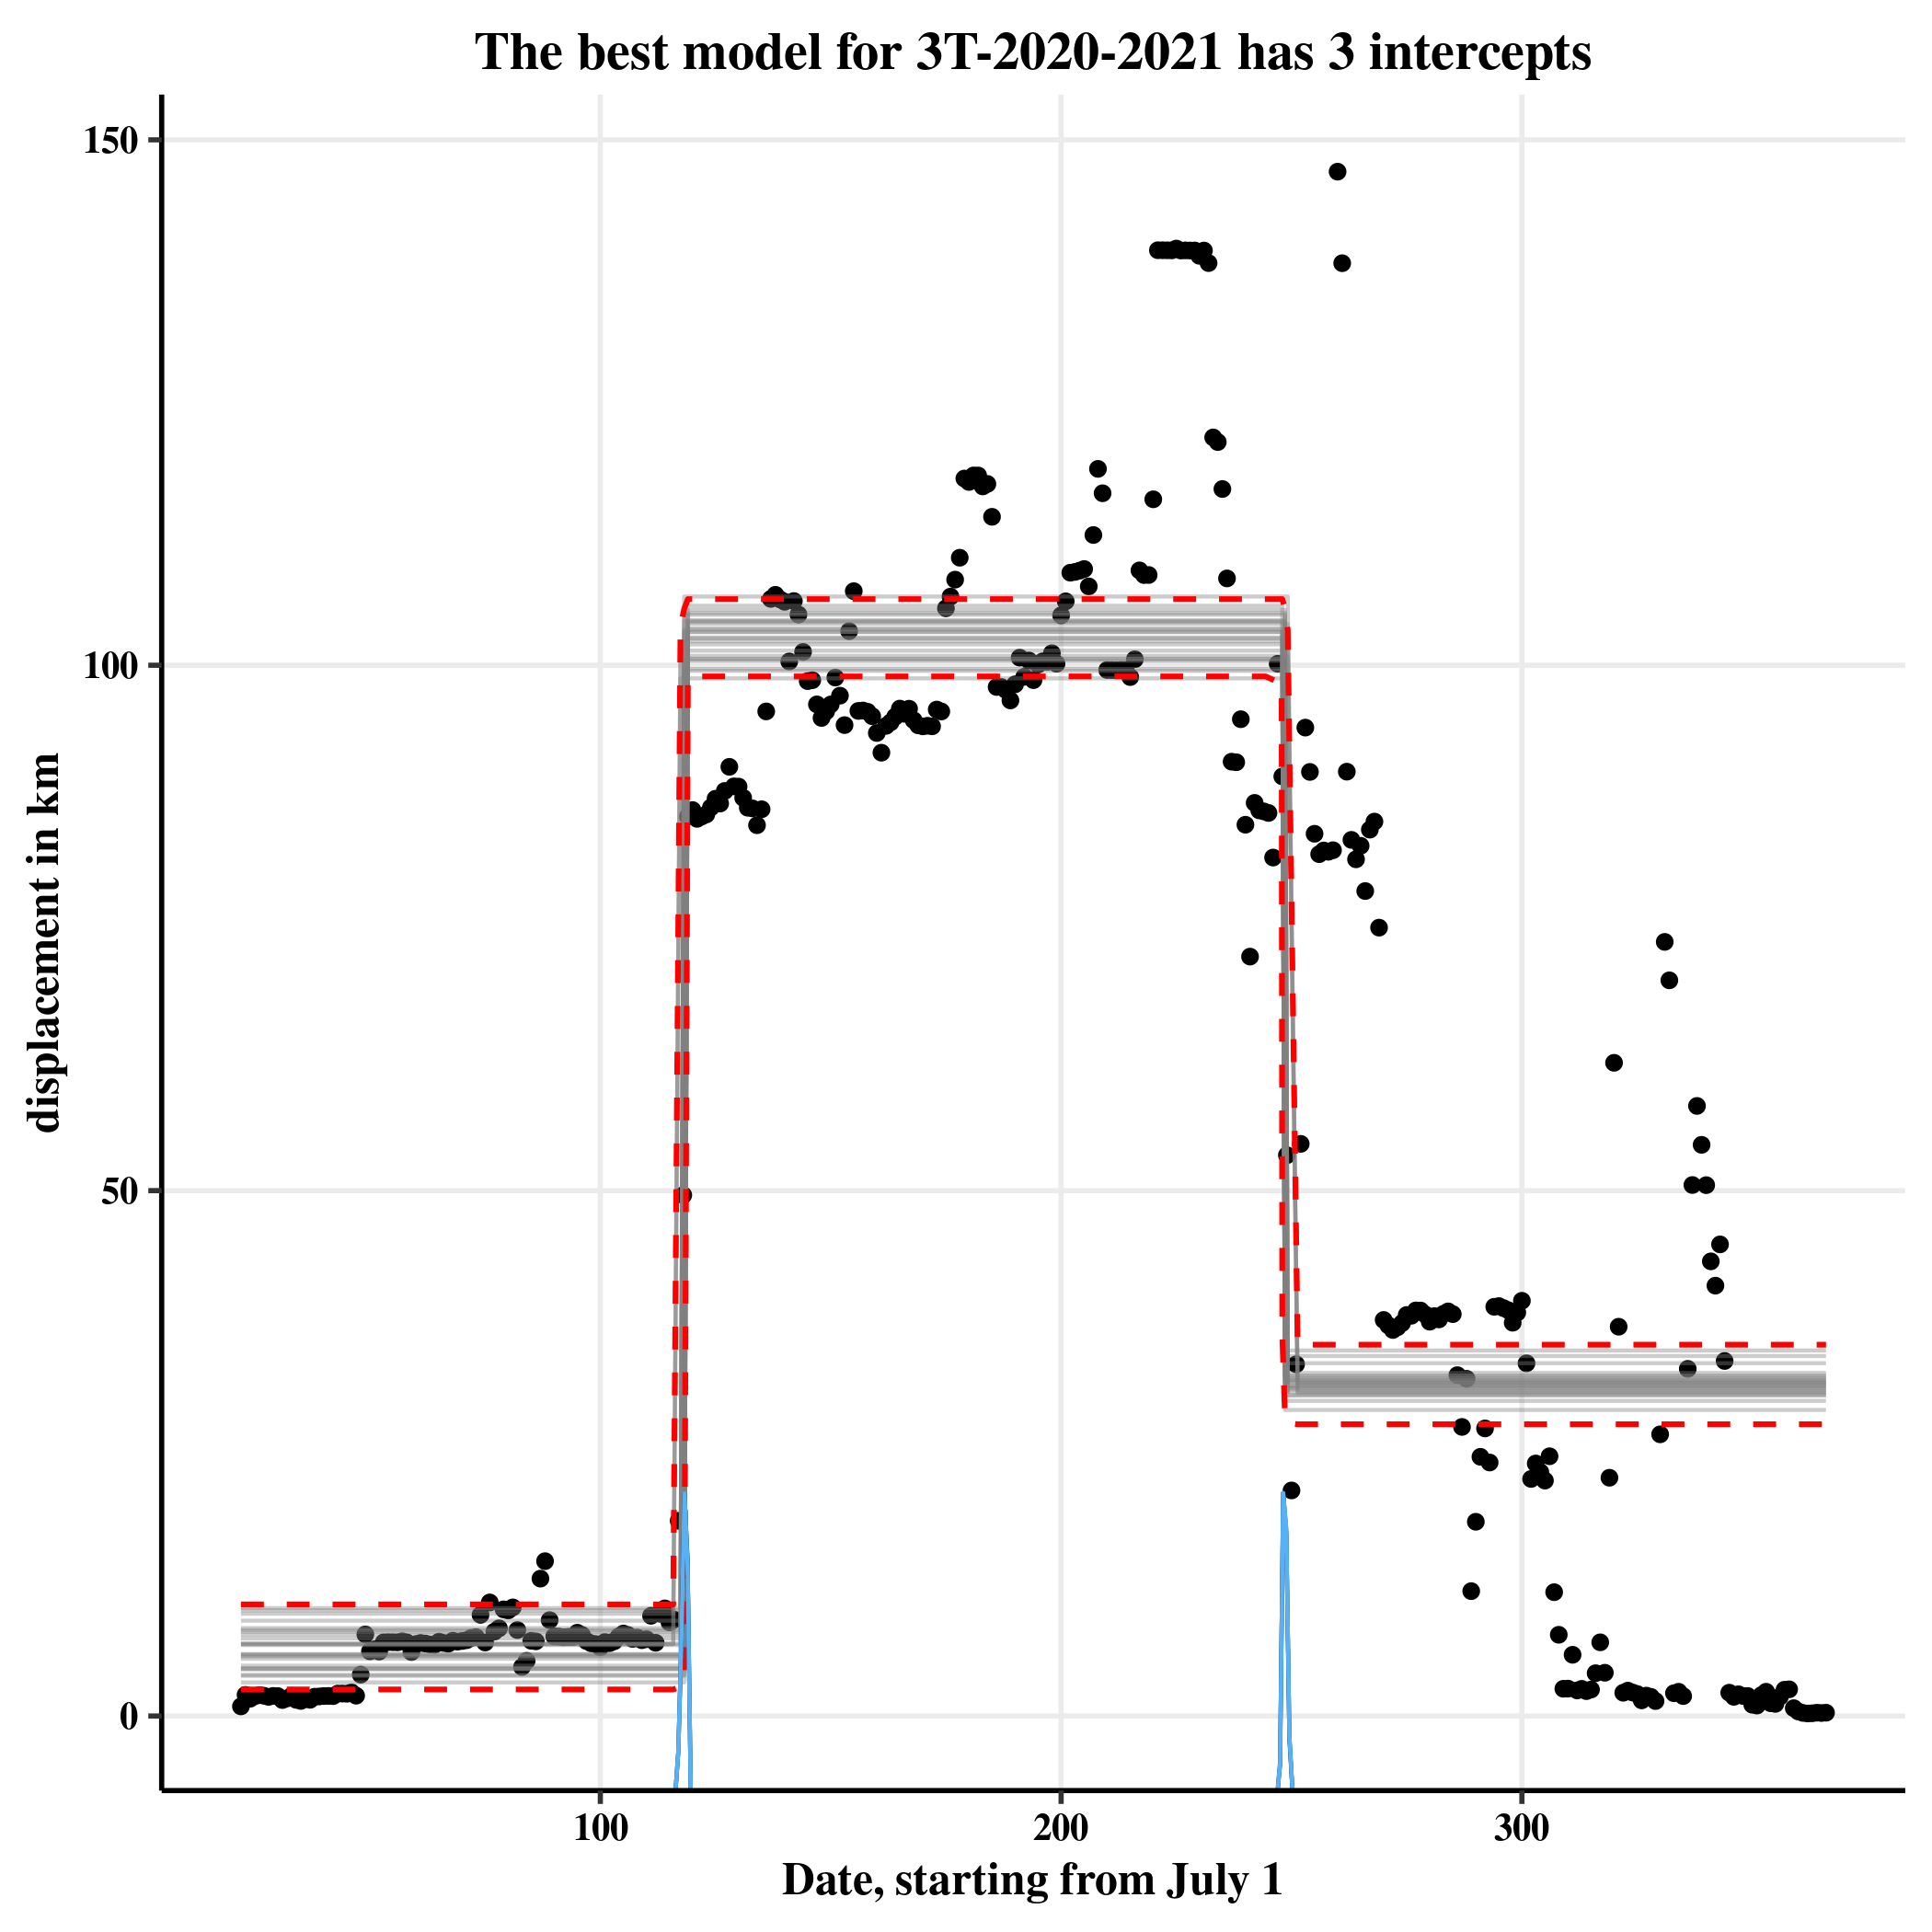 The best model for 3T-2020-2021 has 3 intercepts
150
100
50
0
displacement in km
100
200
300
Date, starting from July 1